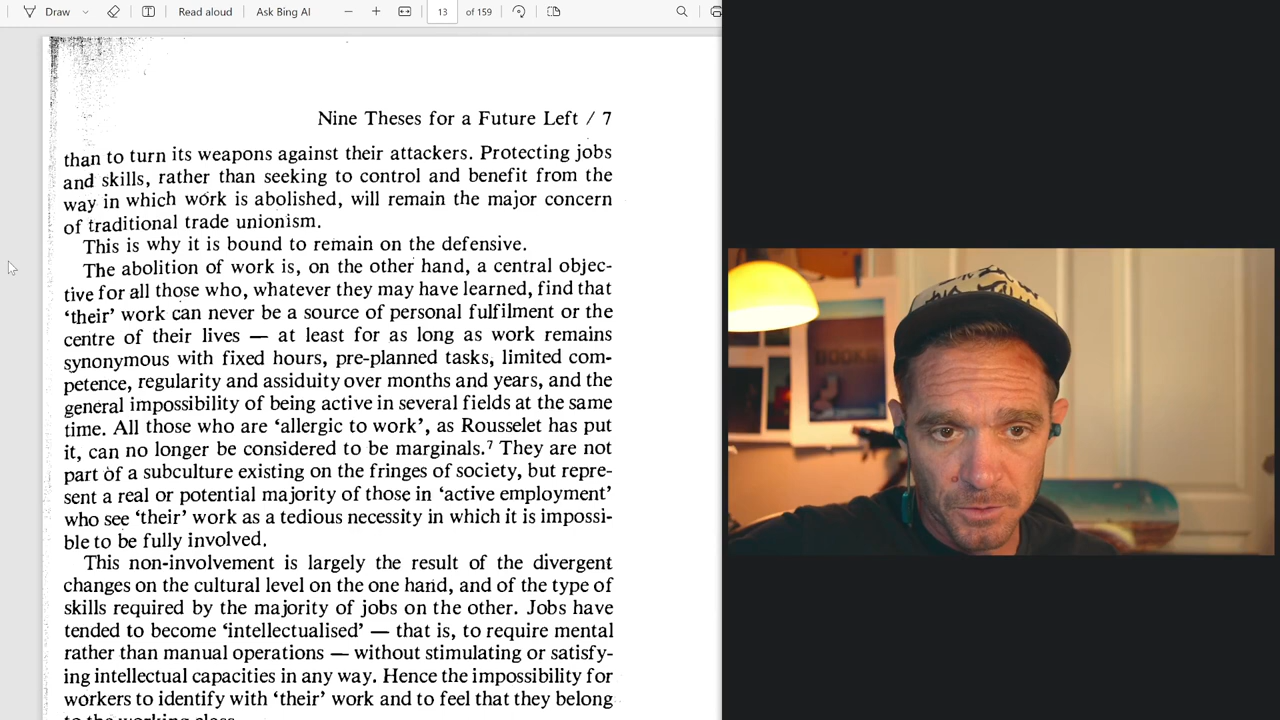 Draw
Read aloud
Ask Bing AI
13
of 159
Nine Theses for a Future Left / 7
than to turn its weapons against their attackers. Protecting jobs
and skills, rather than seeking to control and benefit from the
way in which work is abolished, will remain the major concern
of traditional trade unionism.
This is why it is bound to remain on the defensive.
The abolition of work is, on the other hand, a central objec-
tive for all those who, whatever they may have learned, find that
‘their’ work can never be a source of personal fulfilment or the
centre of their lives — at least for as long as work remains
synonymous with fixed hours, pre-planned tasks, limited com-
petence, regularity and assiduity over months and years, and the
general impossibility of being active in several fields at the same
time. All those who are ‘allergic to work’, as Rousselet has put
it, can no longer be considered to be marginals.⁷ They are not
part of a subculture existing on the fringes of society, but repre-
sent a real or potential majority of those in ‘active employment’
who see ‘their’ work as a tedious necessity in which it is impossi-
ble to be fully involved.
This non-involvement is largely the result of the divergent
changes on the cultural level on the one hand, and of the type of
skills required by the majority of jobs on the other. Jobs have
tended to become ‘intellectualised’ — that is, to require mental
rather than manual operations — without stimulating or satisfy-
ing intellectual capacities in any way. Hence the impossibility for
workers to identify with ‘their’ work and to feel that they belong
to the working class.